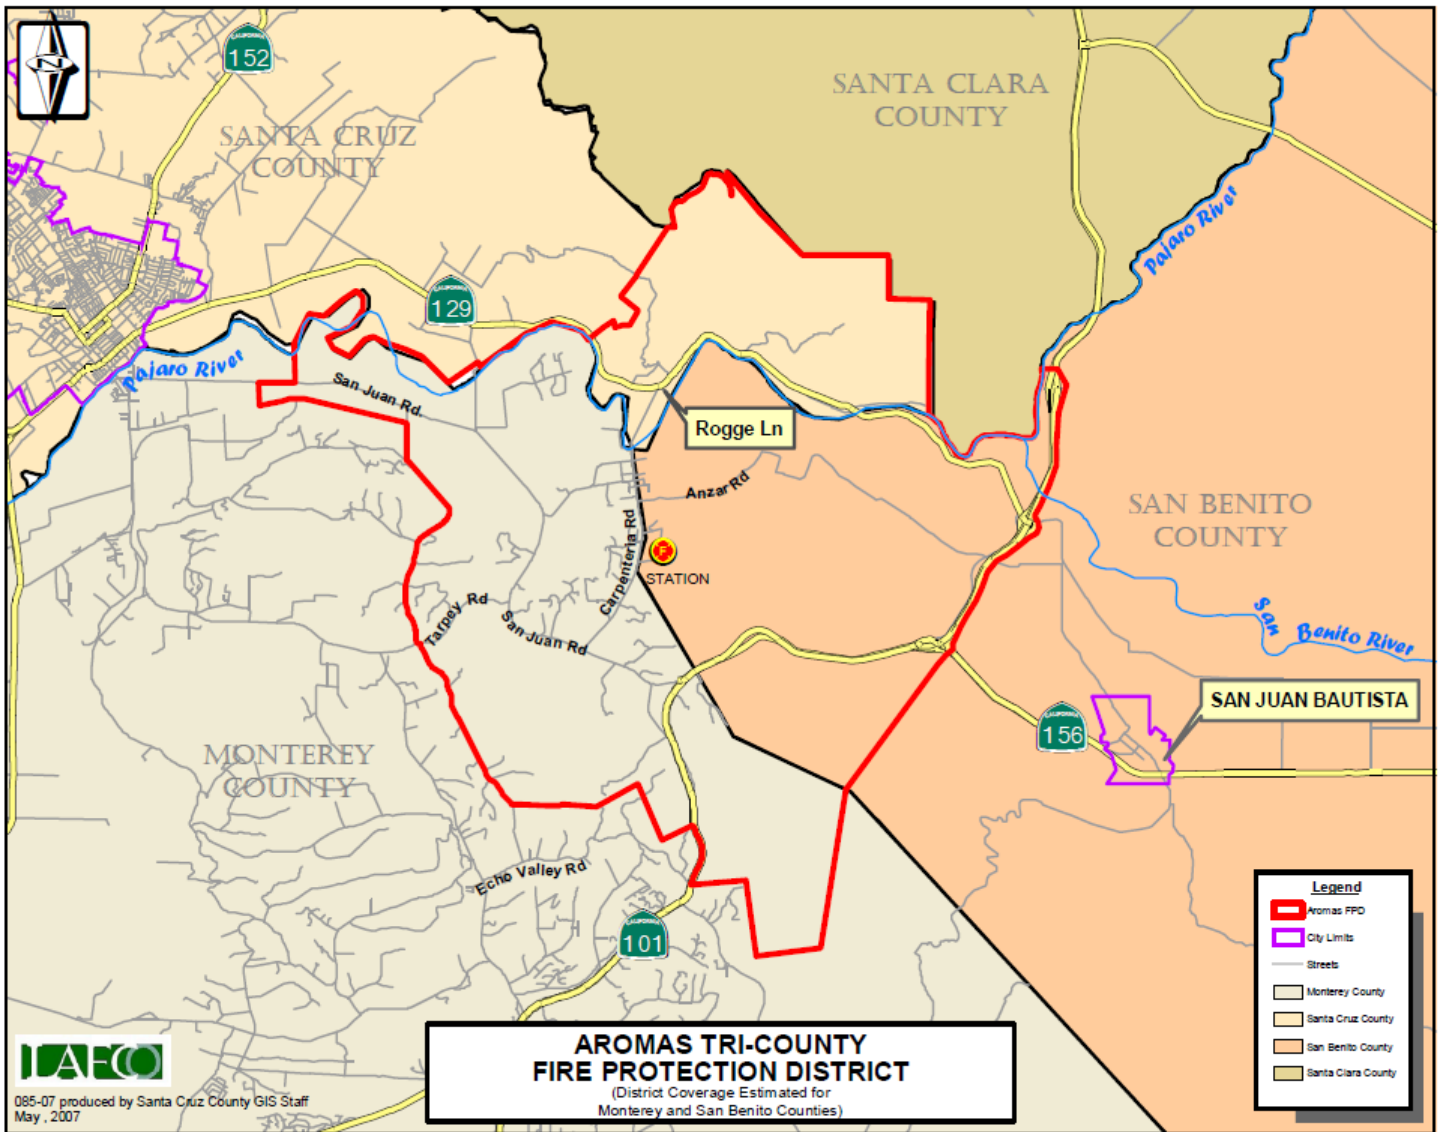 N
CALIFORNIA
152
SANTA CRUZ
COUNTY
SANTA CLARA
COUNTY
Pajaro River
CALIFORNIA
129
Pajaro River
San Juan Rd.
Rogge Ln
Anzar Rd
SAN BENITO
COUNTY
Carpenteria Rd
F
STATION
Tarpey Rd
San Juan Rd
San Benito River
SAN JUAN BAUTISTA
CALIFORNIA
156
MONTEREY
COUNTY
Echo Valley Rd
CALIFORNIA
101
Legend
Aromas FPD
City Limits
Streets
Monterey County
Santa Cruz County
San Benito County
Santa Clara County
LAFCO
085-07 produced by Santa Cruz County GIS Staff
May , 2007
AROMAS TRI-COUNTY
FIRE PROTECTION DISTRICT
(District Coverage Estimated for
Monterey and San Benito Counties)